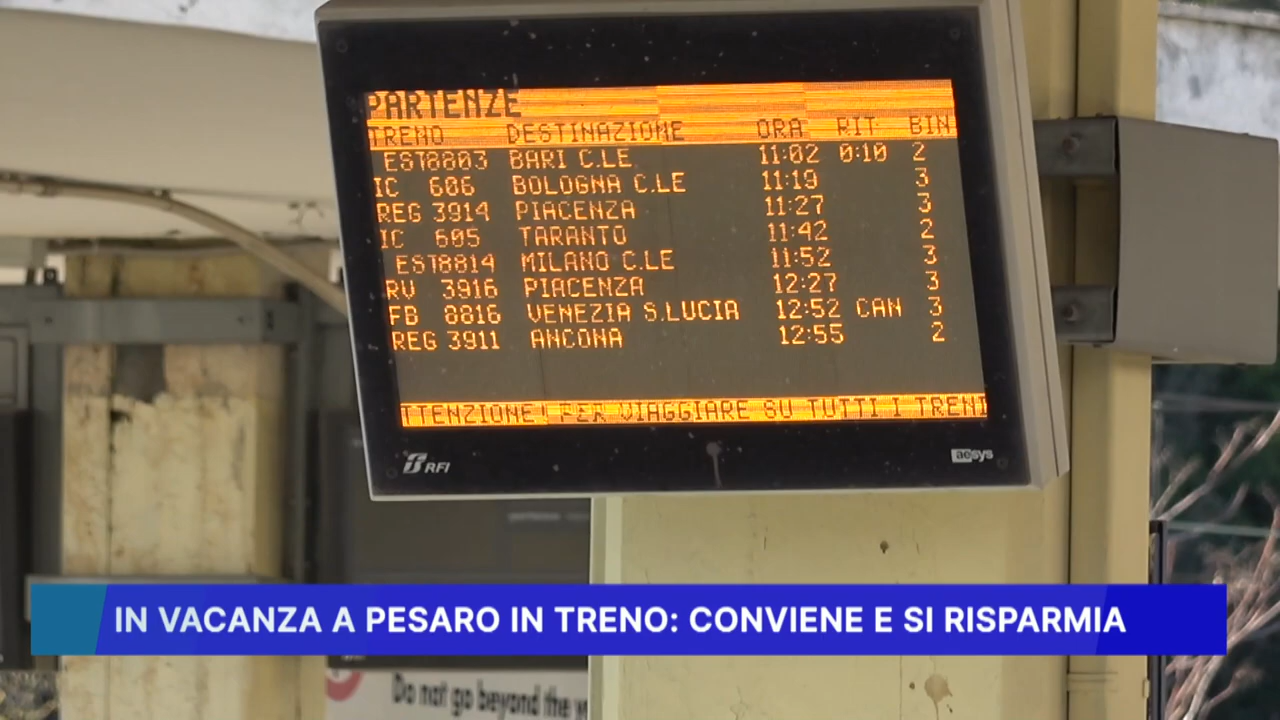 PARTENZE
TRENO DESTINAZIONE ORA RIT BIN
EST8803 BARI C.LE 11:02 0:10 2
IC 606 BOLOGNA C.LE 11:19 3
REG 3914 PIACENZA 11:27 3
IC 605 TARANTO 11:42 2
EST8814 MILANO C.LE 11:52 3
RV 3916 PIACENZA 12:27 3
FB 8816 VENEZIA S.LUCIA 12:52 CAN 3
REG 3911 ANCONA 12:55 2
TTENZIONE! PER VIAGGIARE SU TUTTI I TRENI
RFI
aesys
IN VACANZA A PESARO IN TRENO: CONVIENE E SI RISPARMIA
Do not go beyond the